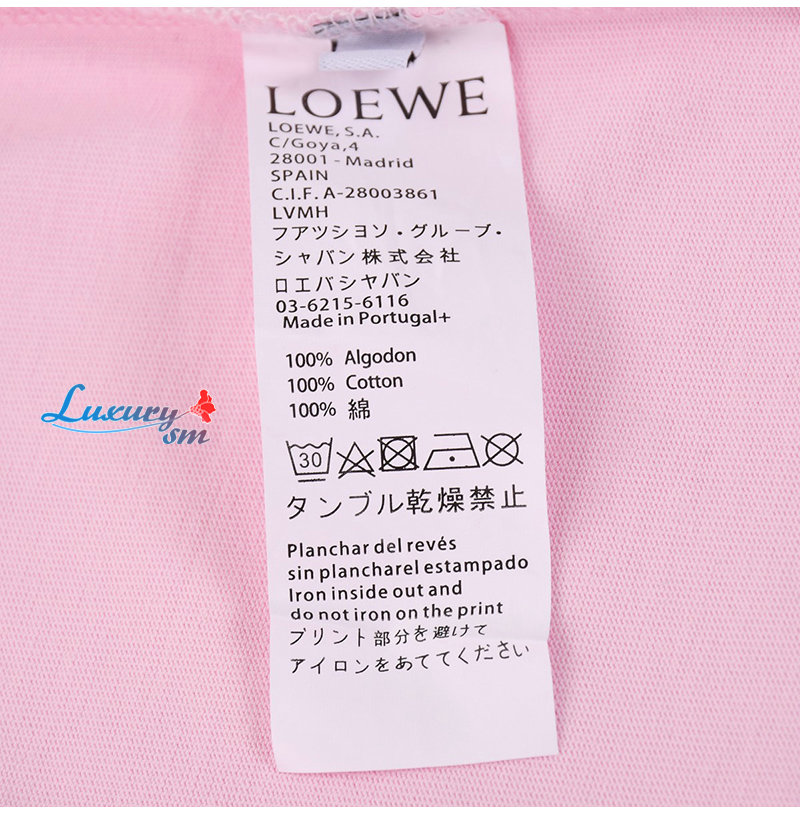 LOEWE
LOEWE, S.A.
C/Goya,4
28001 - Madrid
SPAIN
C.I.F. A-28003861
LVMH
フアツシヨソ・グループ・
シャバン株式会社
ロエバシヤバン
03-6215-6116
Made in Portugal+
100% Algodon
100% Cotton
100% 綿
30
タンブル乾燥禁止
Planchar del revés
sin plancharel estampado
Iron inside out and
do not iron on the print
プリント部分を避けて
アイロンをあててください
Luxury
sm